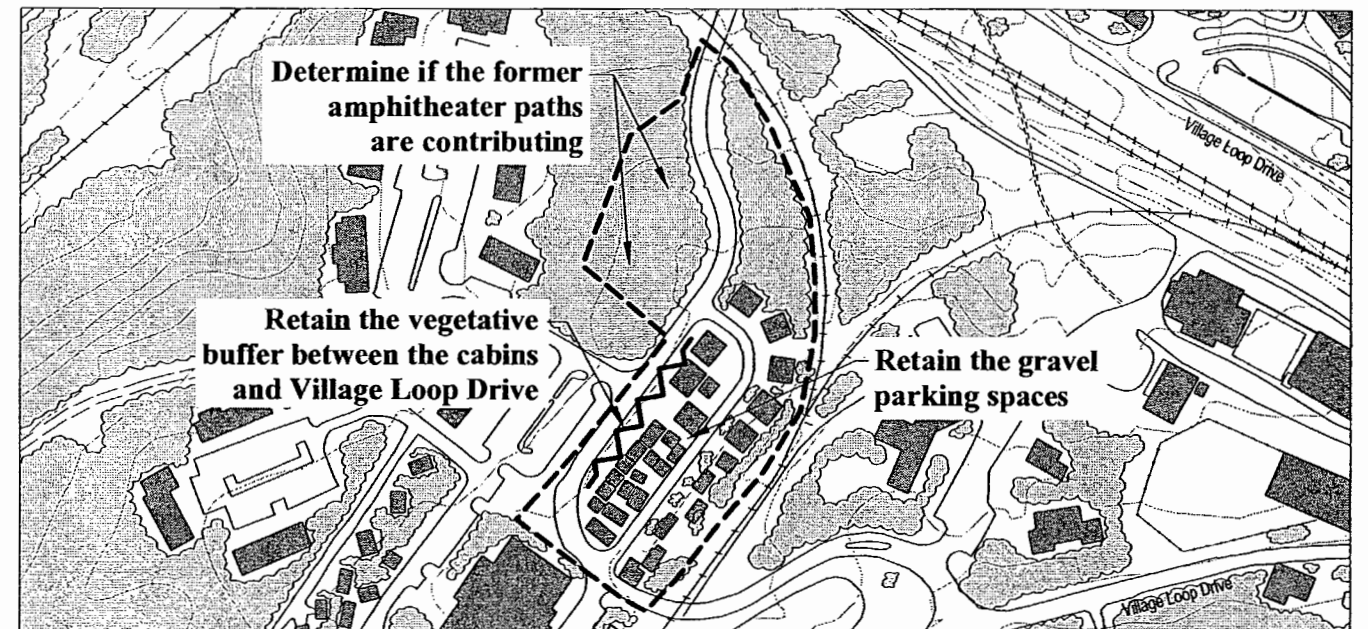 Determine if the former
amphitheater paths
are contributing
Village Loop Drive
Retain the vegetative
buffer between the cabins
and Village Loop Drive
Retain the gravel
parking spaces
Village Loop Drive